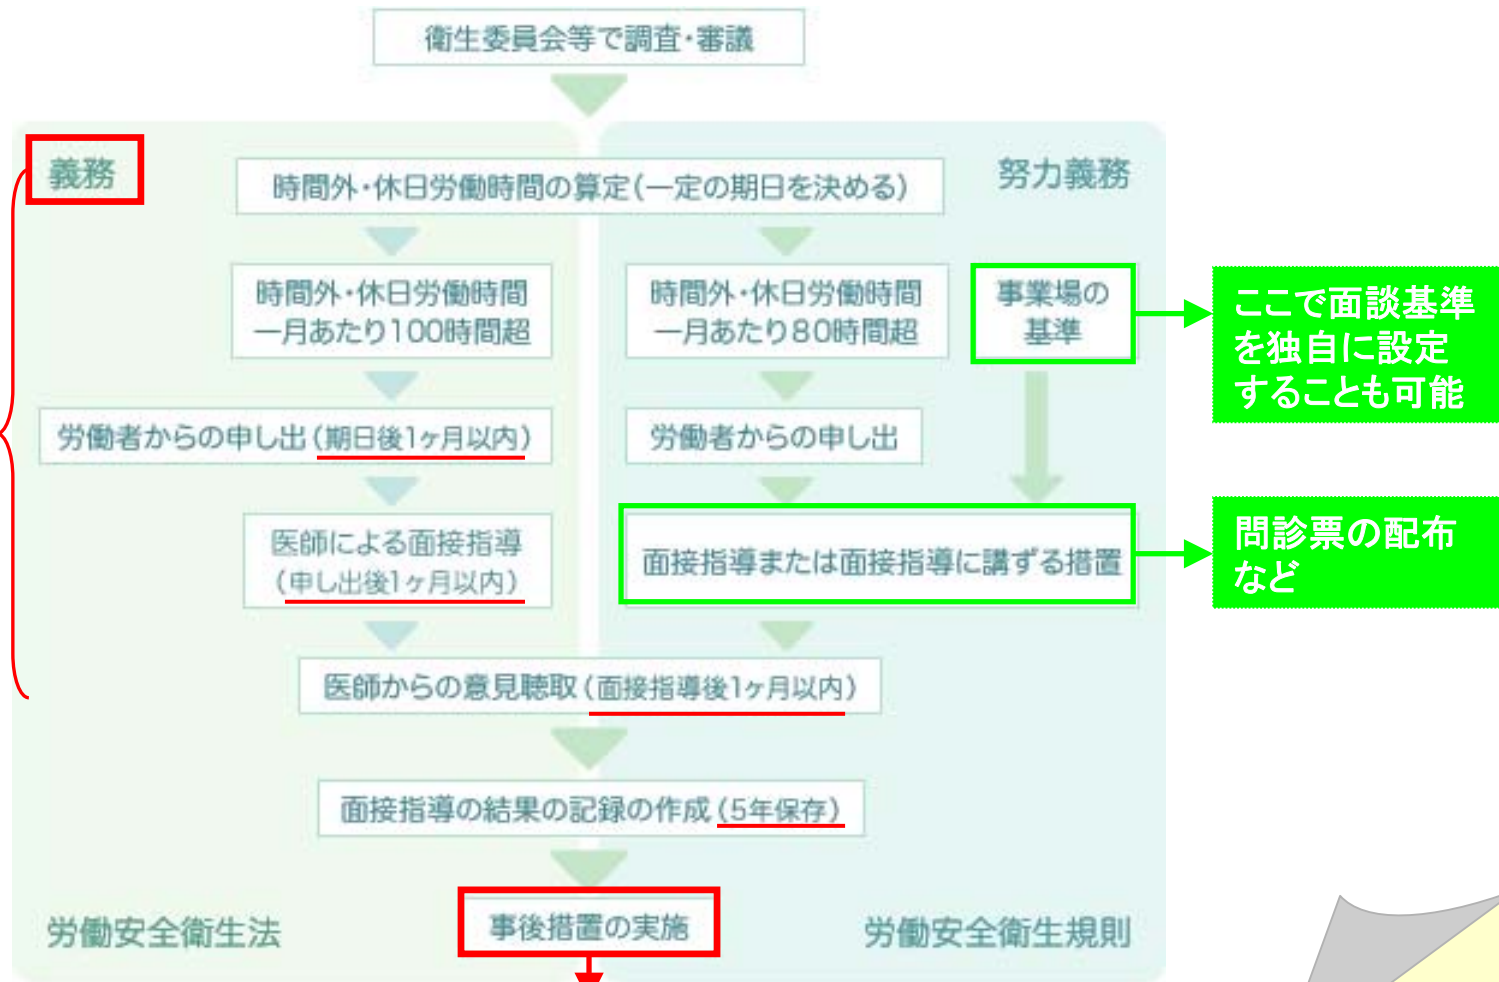 衛生委員会等で調査・審議
義務
努力義務
時間外・休日労働時間の算定(一定の期日を決める)
時間外・休日労働時間
一月あたり100時間超
時間外・休日労働時間
一月あたり80時間超
事業場の
基準
ここで面談基準
を独自に設定
することも可能
労働者からの申し出(期日後1ヶ月以内)
労働者からの申し出
医師による面接指導
(申し出後1ヶ月以内)
面接指導または面接指導に講ずる措置
問診票の配布
など
医師からの意見聴取(面接指導後1ヶ月以内)
面接指導の結果の記録の作成(5年保存)
事後措置の実施
労働安全衛生法
労働安全衛生規則